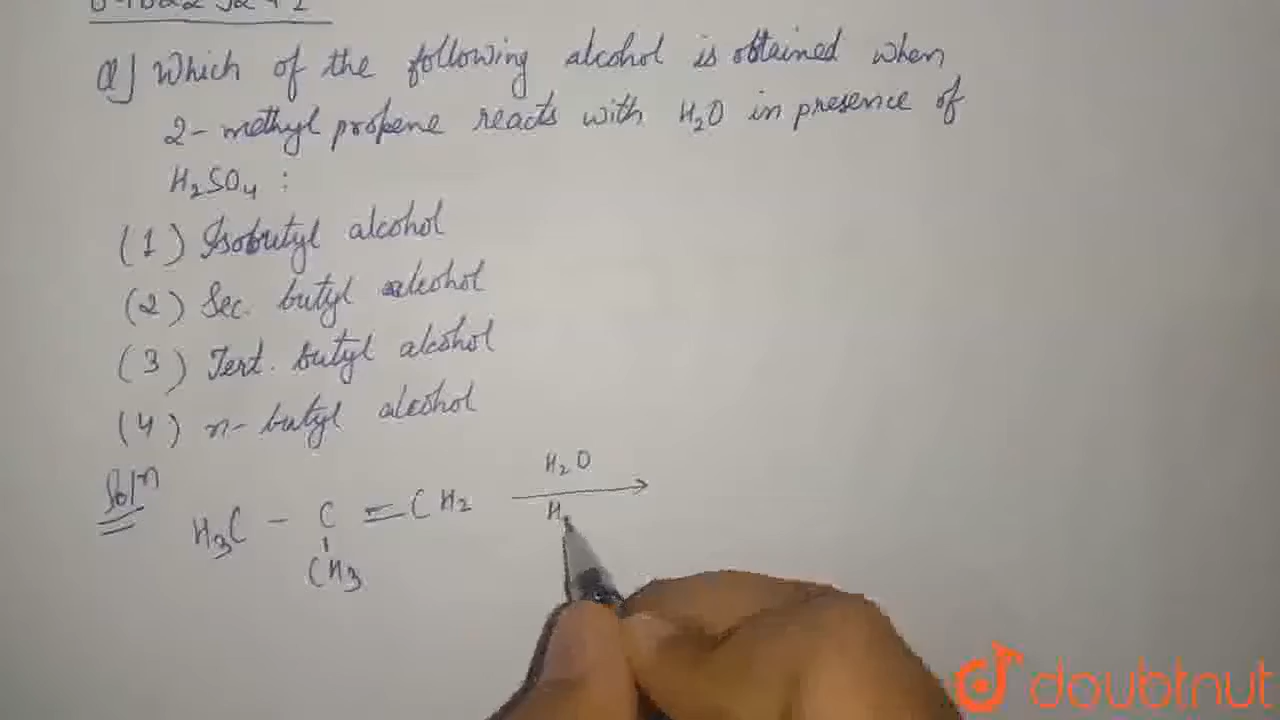 Q) Which of the following alcohol is obtained when
2-methyl propene reacts with H₂O in presence of
H₂SO₄ :
(1) Isobutyl alcohol
(2) Sec. butyl alcohol
(3) Tert. butyl alcohol
(4) n-butyl alcohol
Solⁿ
H₂O
H₃C - C = CH₂ →
H₂
CH₃
doubtnut